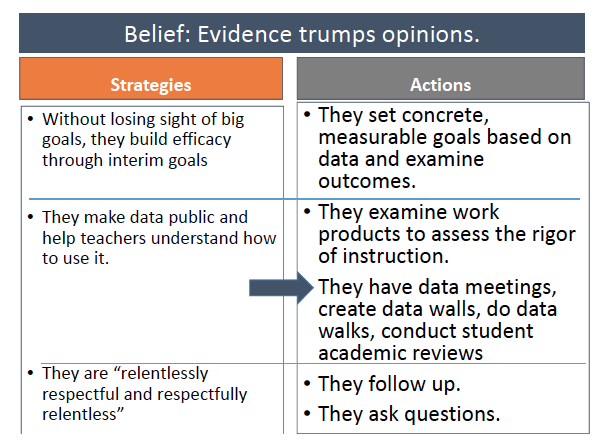 Belief: Evidence trumps opinions.
Strategies
Actions
• Without losing sight of big
goals, they build efficacy
through interim goals
• They set concrete,
measurable goals based on
data and examine
outcomes.
• They make data public and
help teachers understand how
to use it.
• They examine work
products to assess the rigor
of instruction.
They have data meetings,
create data walls, do data
walks, conduct student
academic reviews
• They are “relentlessly
respectful and respectfully
relentless”
• They follow up.
• They ask questions.